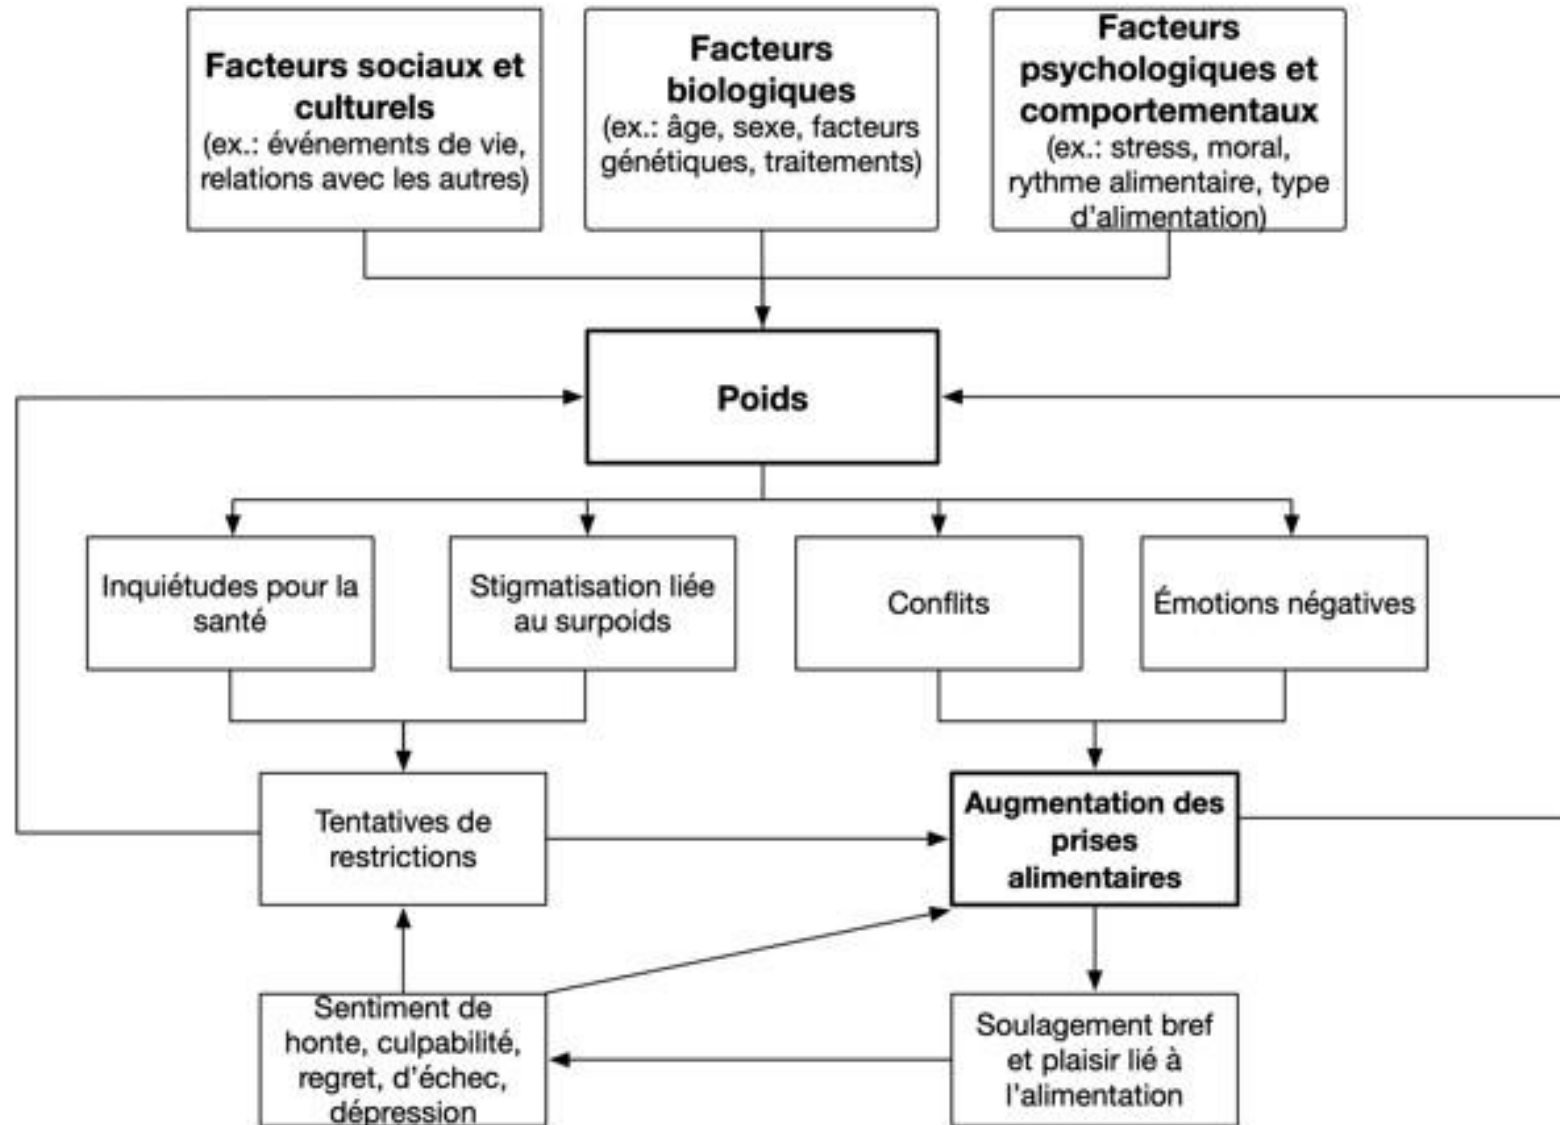 Facteurs sociaux et
culturels
(ex.: événements de vie,
relations avec les autres)
Facteurs
biologiques
(ex.: âge, sexe, facteurs
génétiques, traitements)
Facteurs
psychologiques et
comportementaux
(ex.: stress, moral,
rythme alimentaire, type
d'alimentation)
Poids
Inquiétudes pour la
santé
Stigmatisation liée
au surpoids
Conflits
Émotions négatives
Tentatives de
restrictions
Augmentation des
prises
alimentaires
Sentiment de
honte, culpabilité,
regret, d'échec,
dépression
Soulagement bref
et plaisir lié à
l'alimentation